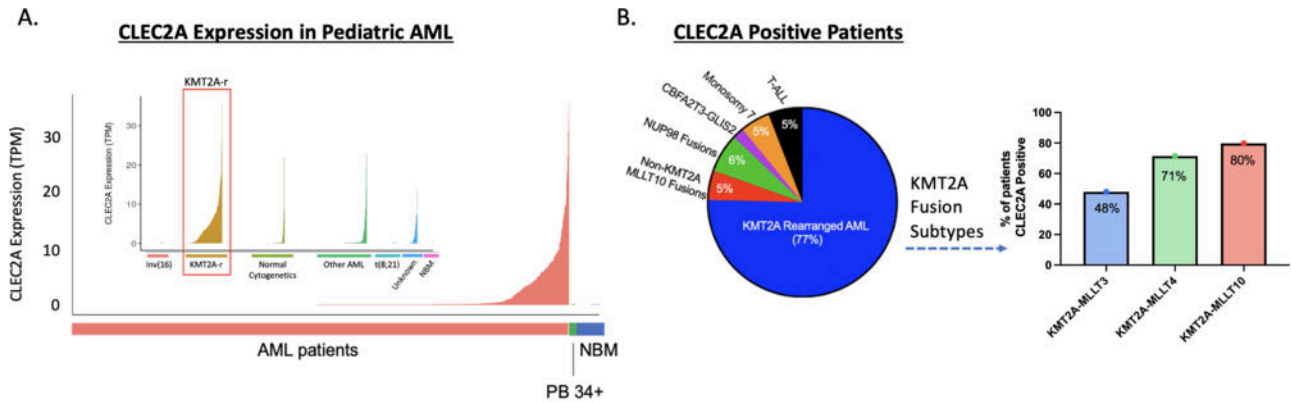 A.
CLEC2A Expression in Pediatric AML
KMT2A-r
CLEC2A Expression (TPM)
30
20
10
0
CLEC2A Expression (TPM)
30
20
10
0
Inv(16)
KMT2A-r
Normal
Cytogenetics
Other AML
t(8;21)
Unknown
NBM
AML patients
NBM
PB 34+
B.
CLEC2A Positive Patients
T-ALL
Monosomy 7
CBFA2T3-GLIS2
NUP98 Fusions
Non-KMT2A
MLLT10 Fusions
5%
5%
6%
5%
KMT2A Rearranged AML
(77%)
KMT2A
Fusion
Subtypes
% of patients
CLEC2A Positive
100
80
60
40
20
0
48%
71%
80%
KMT2A-MLLT3
KMT2A-MLLT4
KMT2A-MLLT10